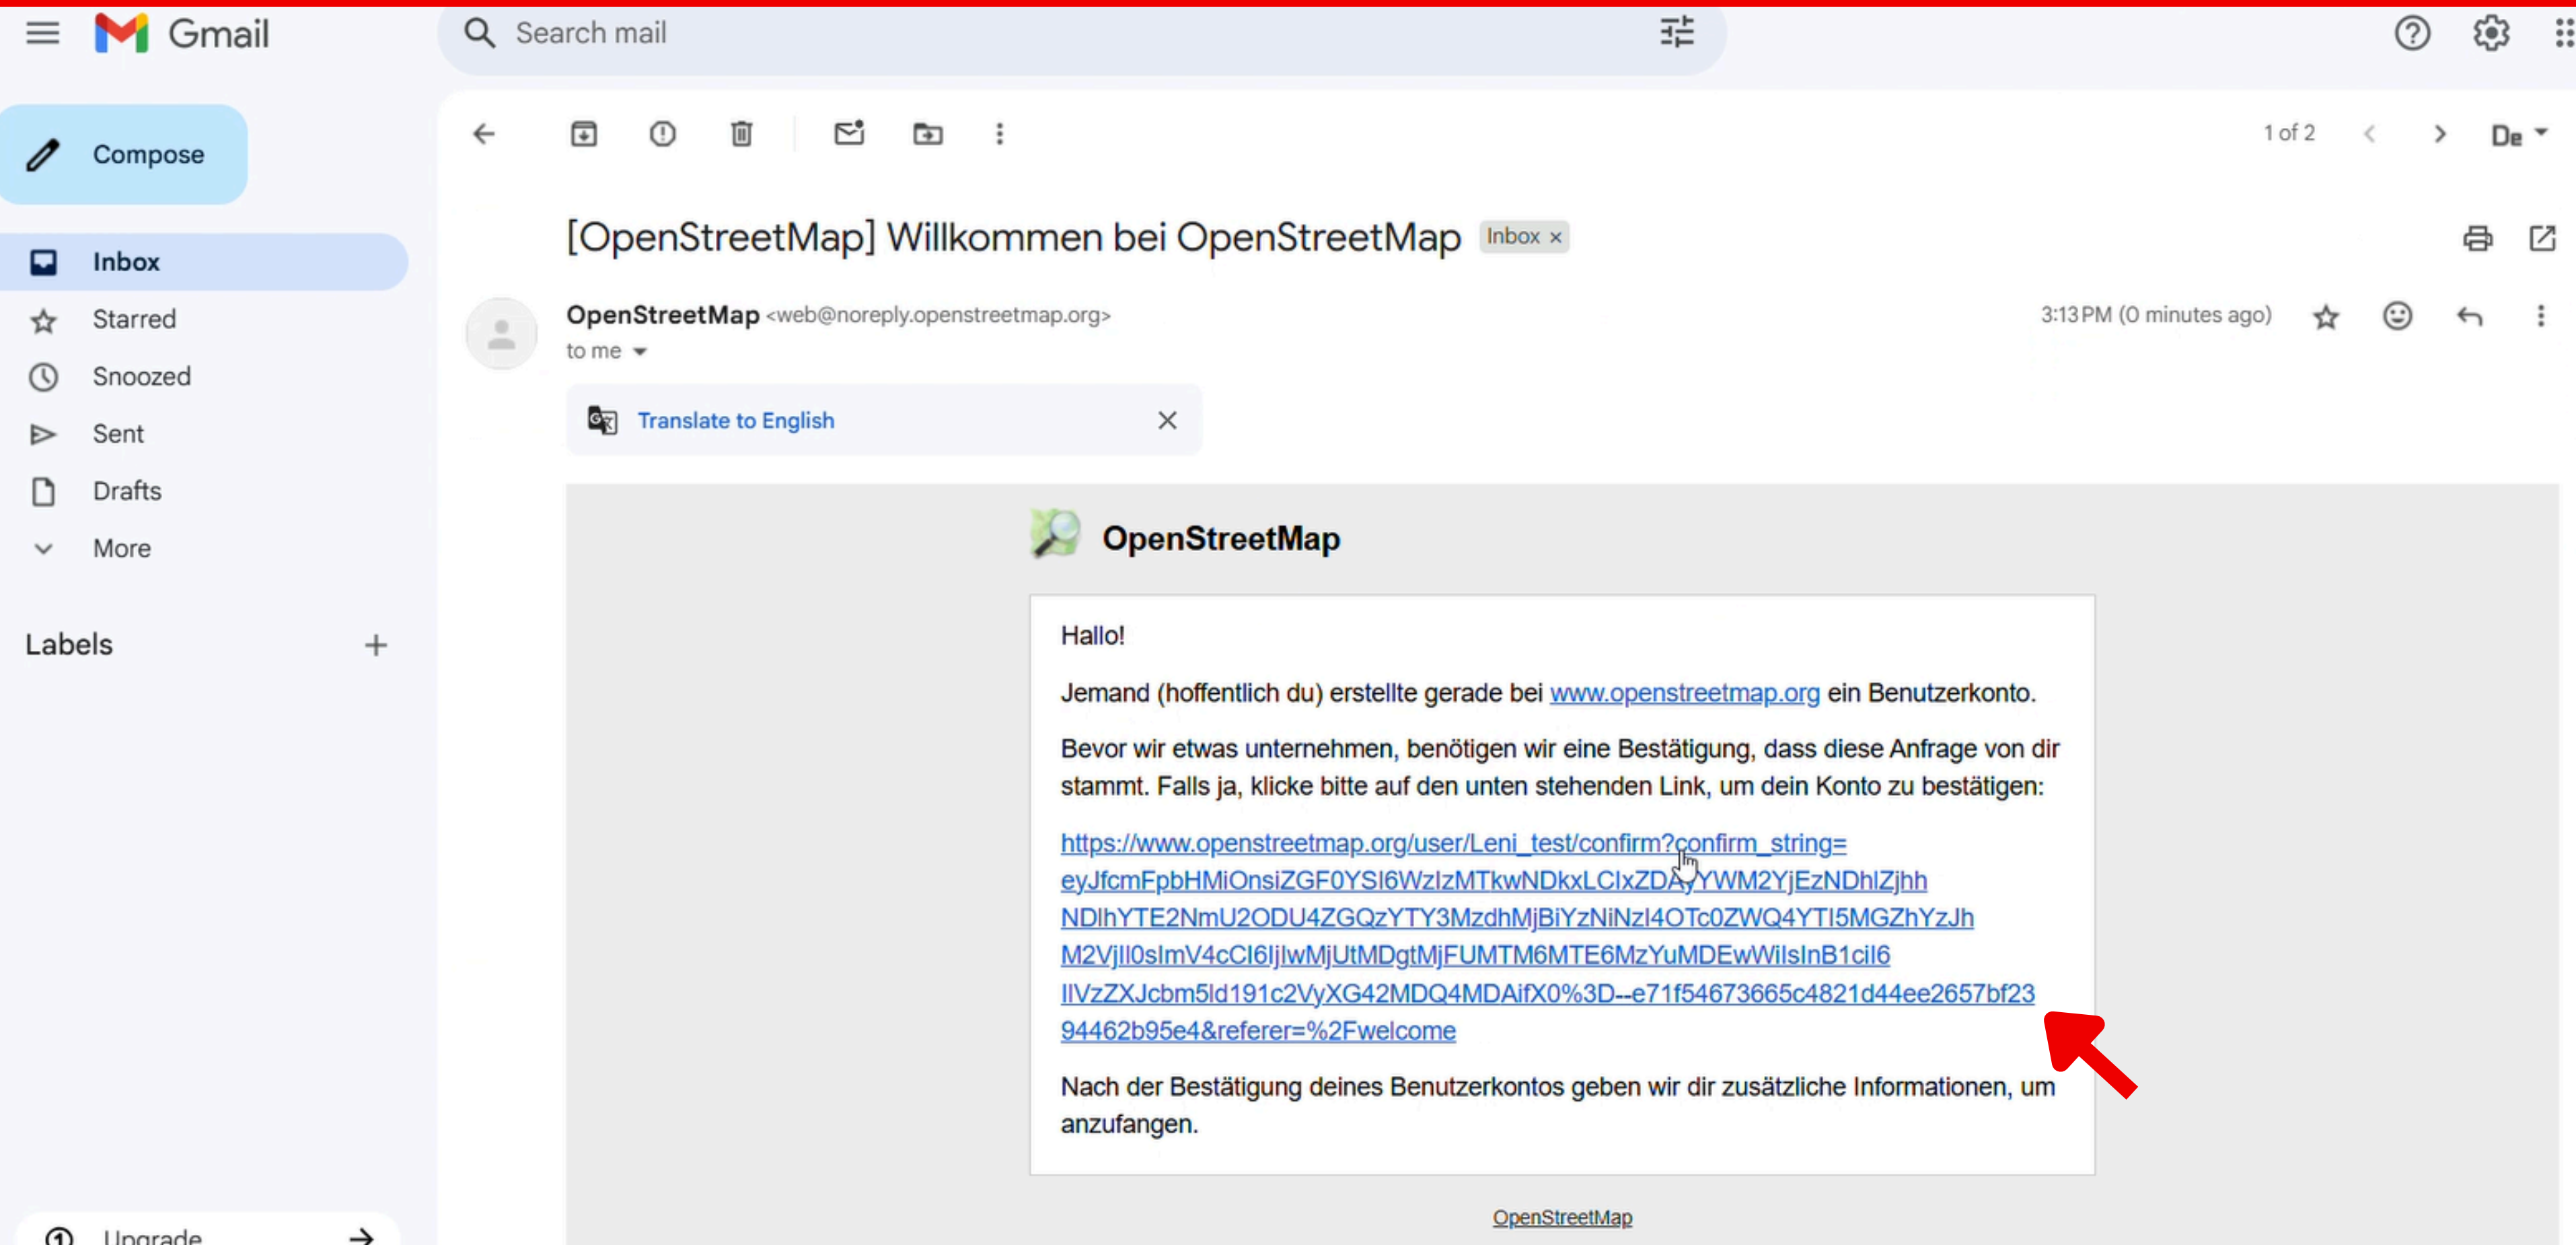 Gmail
Search mail
Compose
1 of 2
De
[OpenStreetMap] Willkommen bei OpenStreetMap Inbox ×
Inbox
OpenStreetMap <web@noreply.openstreetmap.org>
3:13 PM (0 minutes ago)
Starred
to me
Snoozed
Translate to English
Sent
Drafts
OpenStreetMap
More
Hallo!
Labels
Jemand (hoffentlich du) erstellte gerade bei www.openstreetmap.org ein Benutzerkonto.
Bevor wir etwas unternehmen, benötigen wir eine Bestätigung, dass diese Anfrage von dir
stammt. Falls ja, klicke bitte auf den unten stehenden Link, um dein Konto zu bestätigen:
https://www.openstreetmap.org/user/Leni_test/confirm?confirm_string=
94462b95e4&referer=%2Fwelcome
Nach der Bestätigung deines Benutzerkontos geben wir dir zusätzliche Informationen, um
anzufangen.
OpenStreetMap
Upgrade